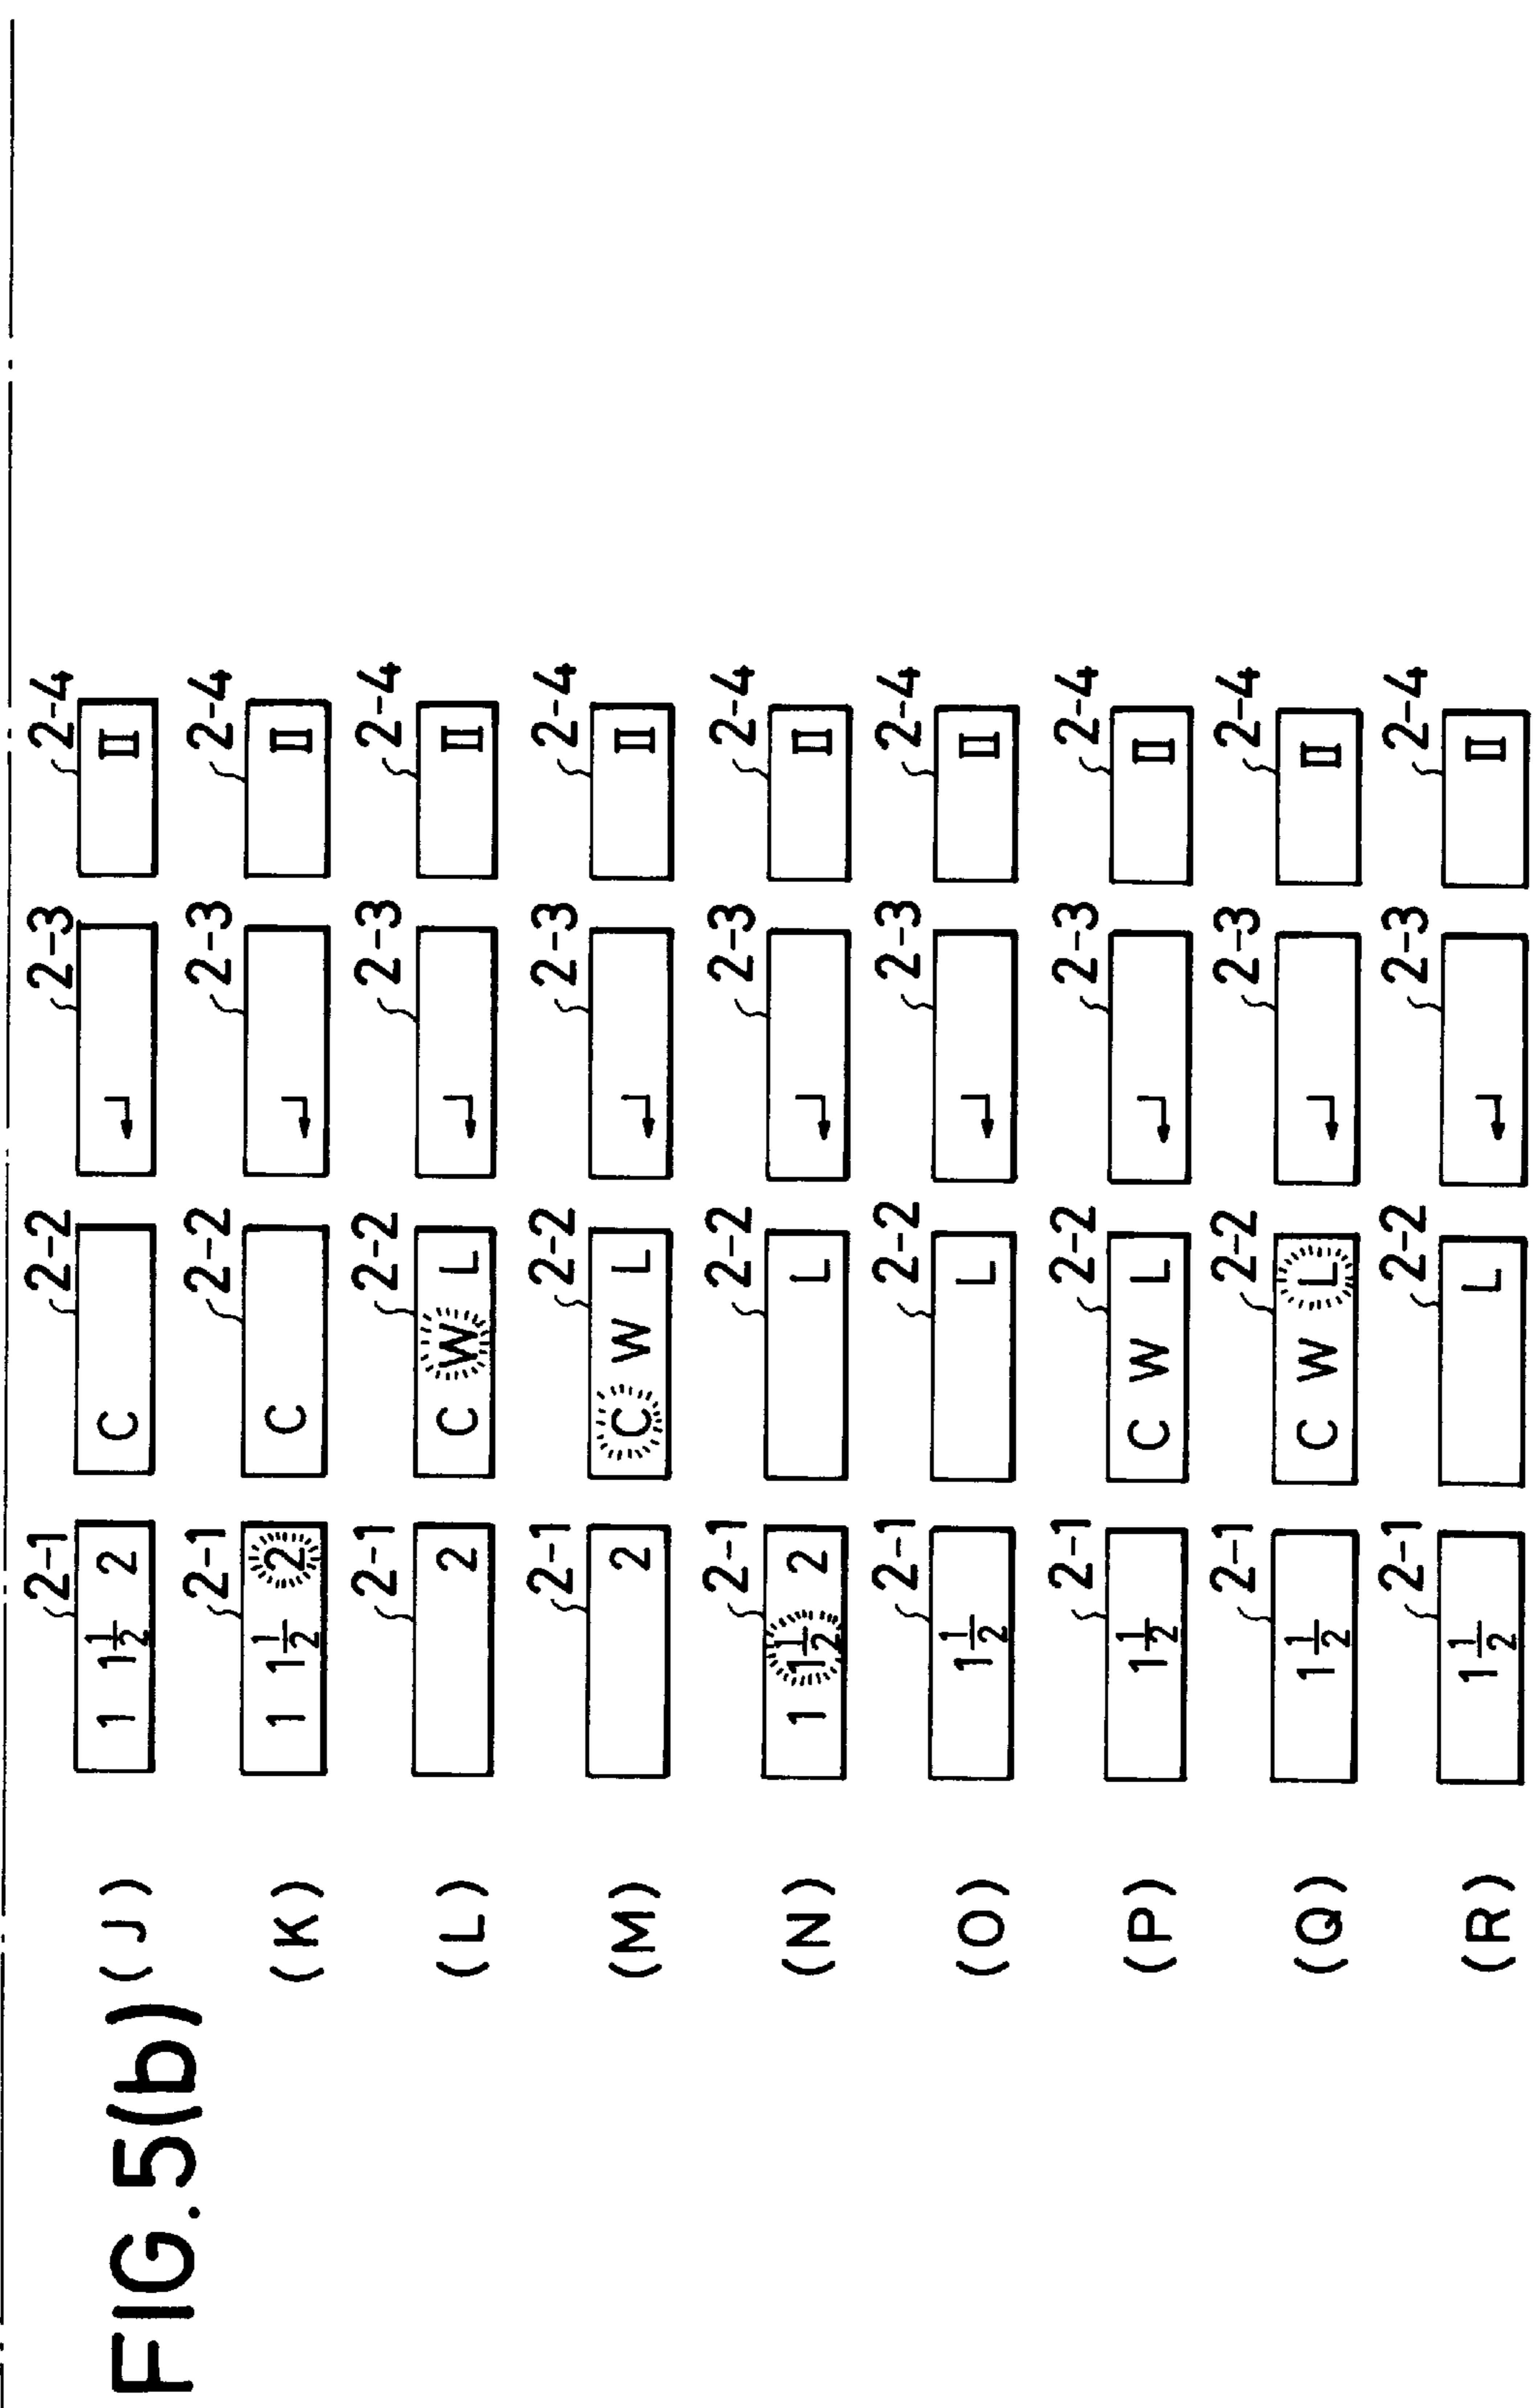 FIG.5(b)
2-1 2-2 2-3 2-4
(J) 1 1½ 2 C II
2-1 2-2 2-3 2-4
(K) 1 1½ 2 C II
2-1 2-2 2-3 2-4
(L) 2 C W L II
2-1 2-2 2-3 2-4
(M) 2 C W L II
2-1 2-2 2-3 2-4
(N) 1 1½ 2 L II
2-1 2-2 2-3 2-4
(O) 1½ L II
2-1 2-2 2-3 2-4
(P) 1½ C W L II
2-1 2-2 2-3 2-4
(Q) 1½ C W L II
2-1 2-2 2-3 2-4
(R) 1½ L II